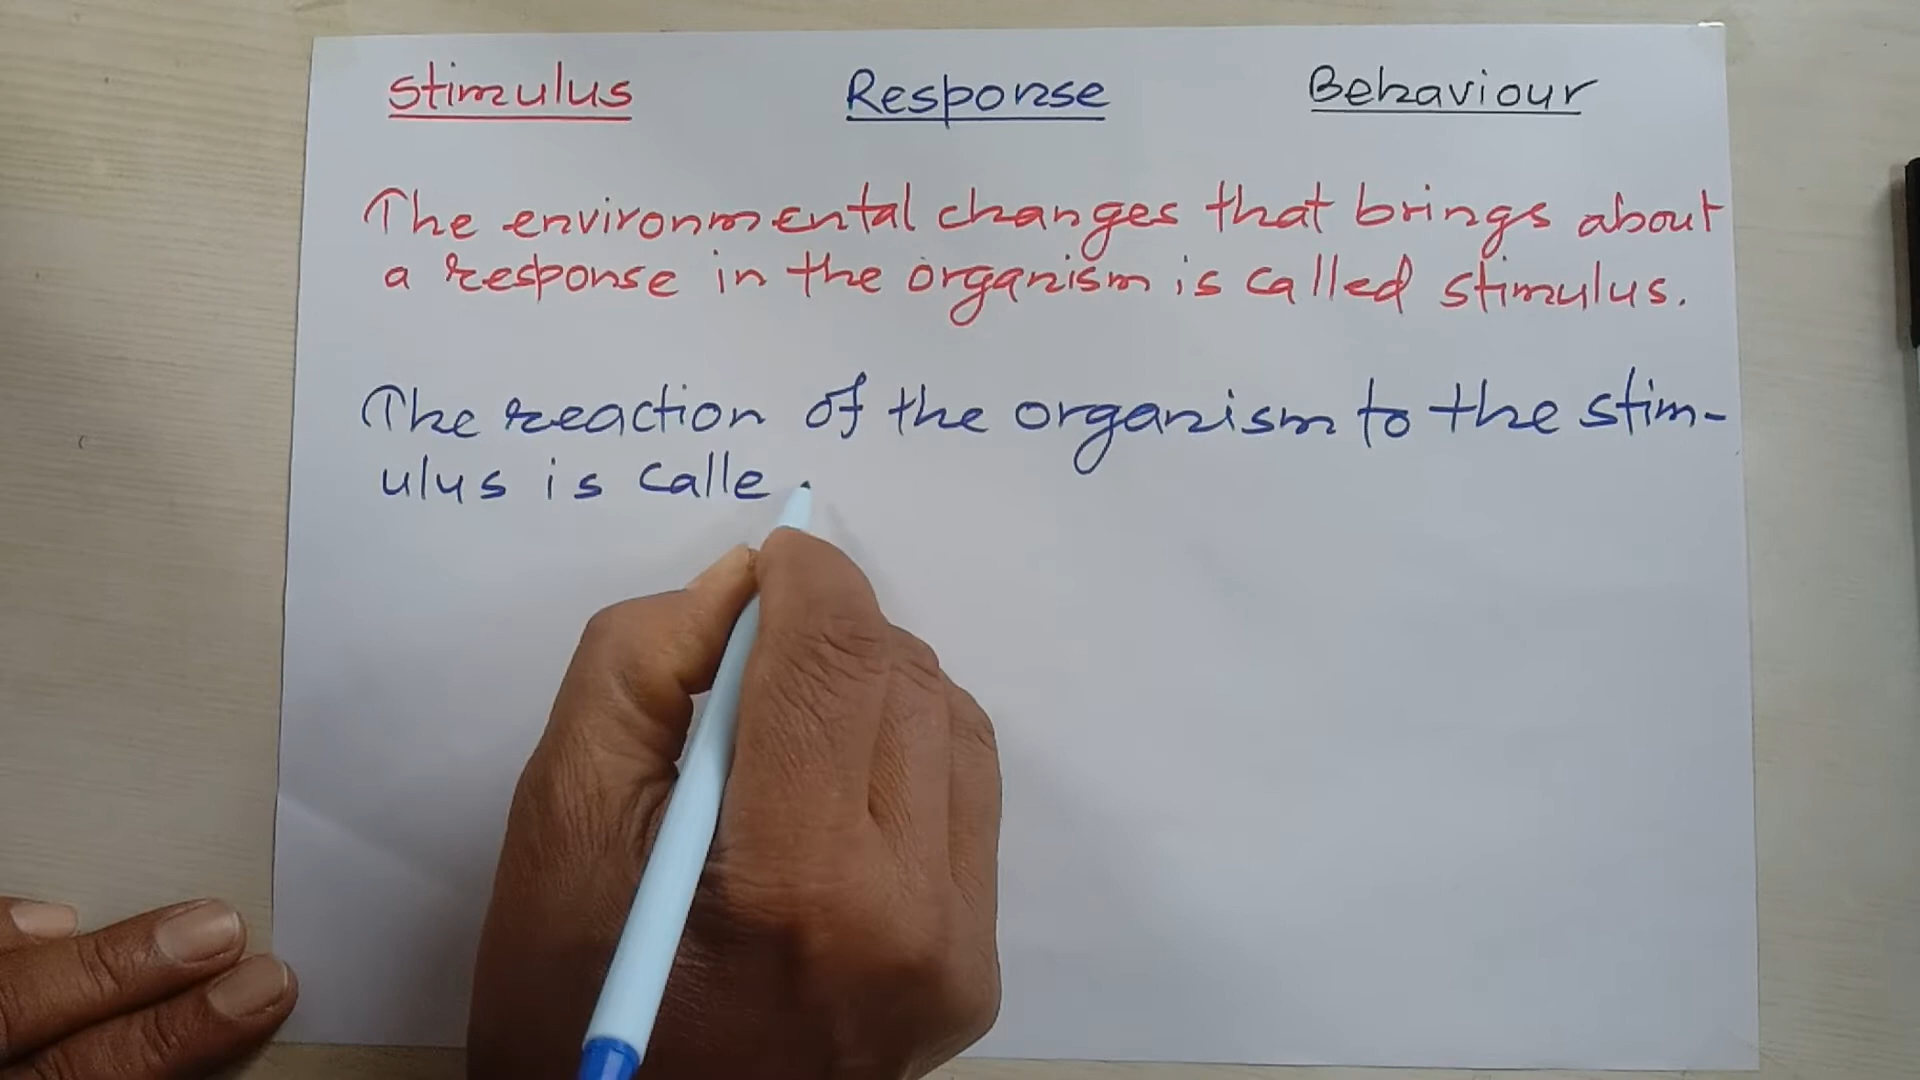 Stimulus Response Behaviour
The environmental changes that brings about
a response in the organism is called stimulus.
The reaction of the organism to the stim-
ulus is calle